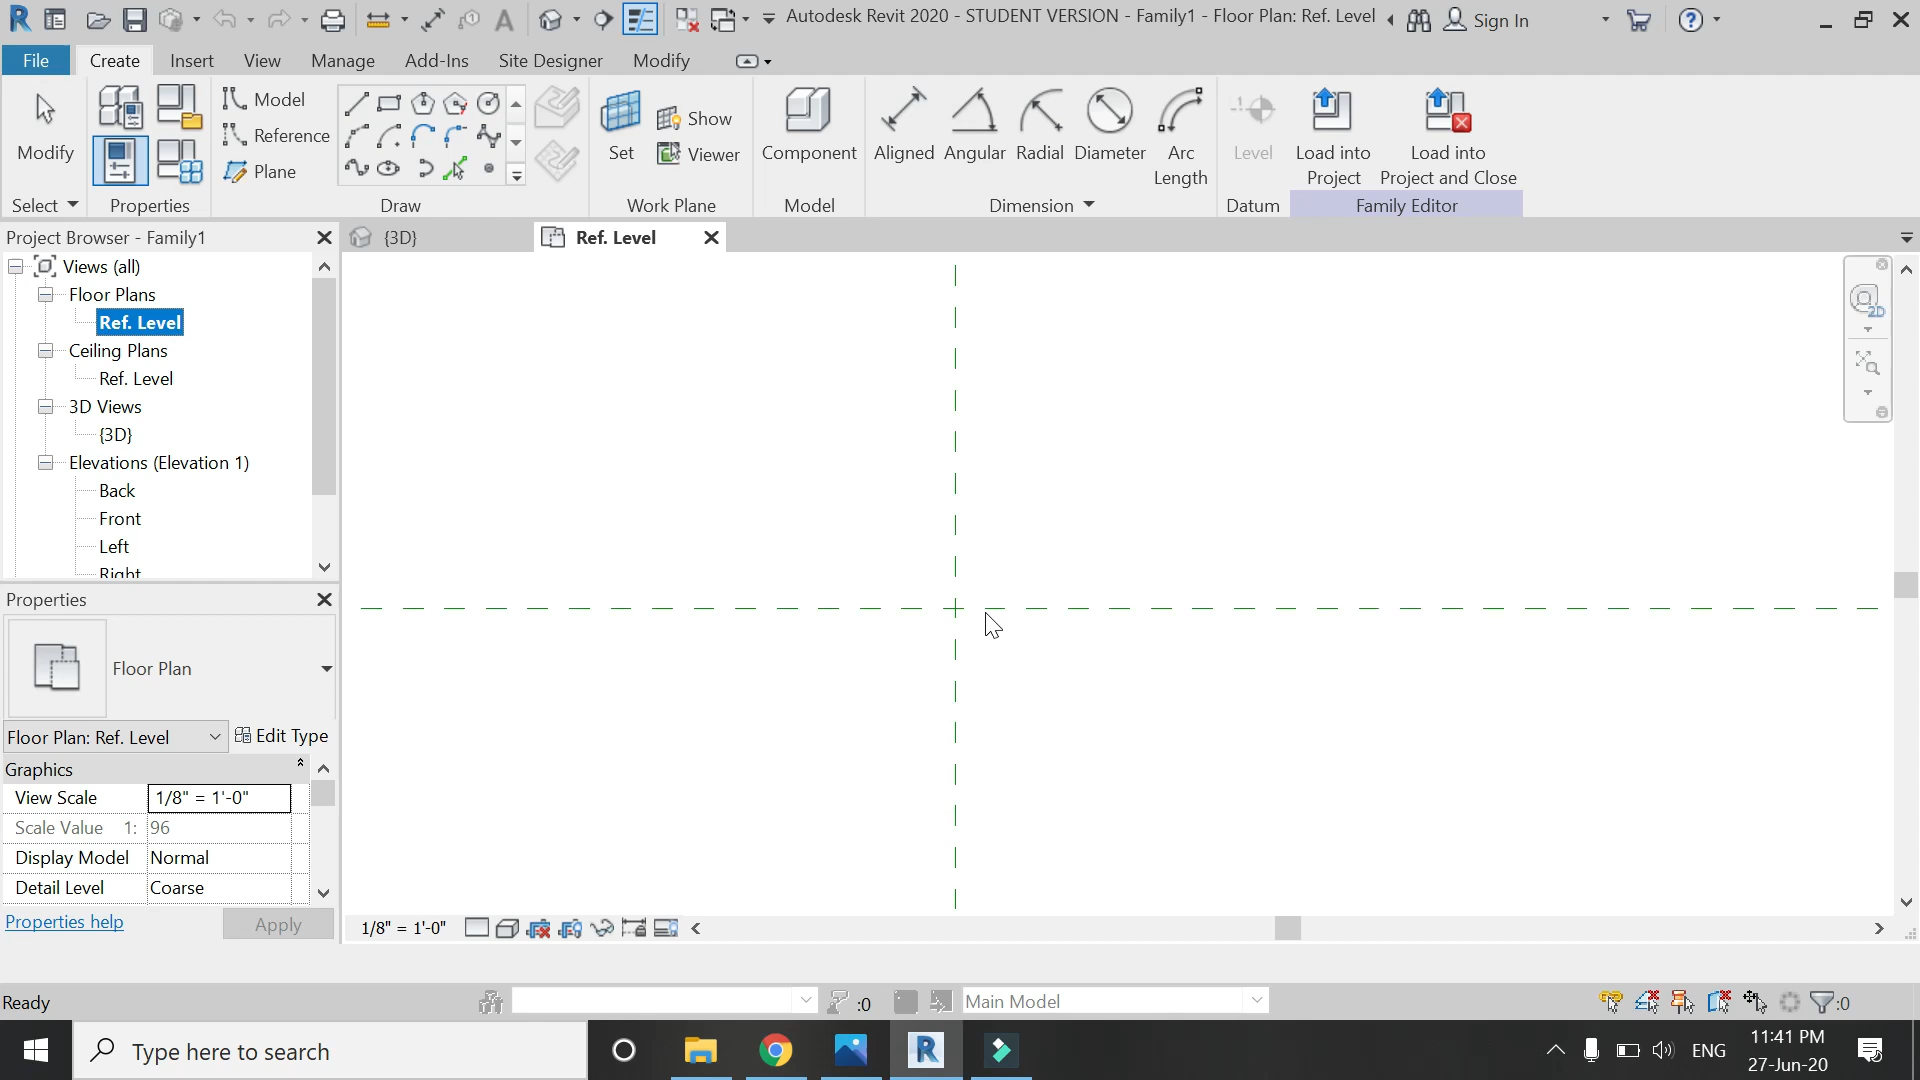 Autodesk Revit 2020 - STUDENT VERSION - Family1 - Floor Plan: Ref. Level
Sign In
File Create Insert View Manage Add-Ins Site Designer Modify
Modify
Select
Properties
Model
Reference
Plane
Draw
Set
Show
Viewer
Work Plane
Component
Model
Aligned Angular Radial Diameter Arc
Length
Dimension
Level
Datum
Load into
Project
Load into
Project and Close
Family Editor
Project Browser - Family1
{3D}
Ref. Level
Views (all)
Floor Plans
Ref. Level
Ceiling Plans
Ref. Level
3D Views
{3D}
Elevations (Elevation 1)
Back
Front
Left
Right
2D
Properties
Floor Plan
Floor Plan: Ref. Level
Edit Type
Graphics
View Scale 1/8" = 1'-0"
Scale Value 1: 96
Display Model Normal
Detail Level Coarse
Properties help
Apply
1/8" = 1'-0"
Ready
:0
Main Model
:0
Type here to search
ENG
11:41 PM
27-Jun-20